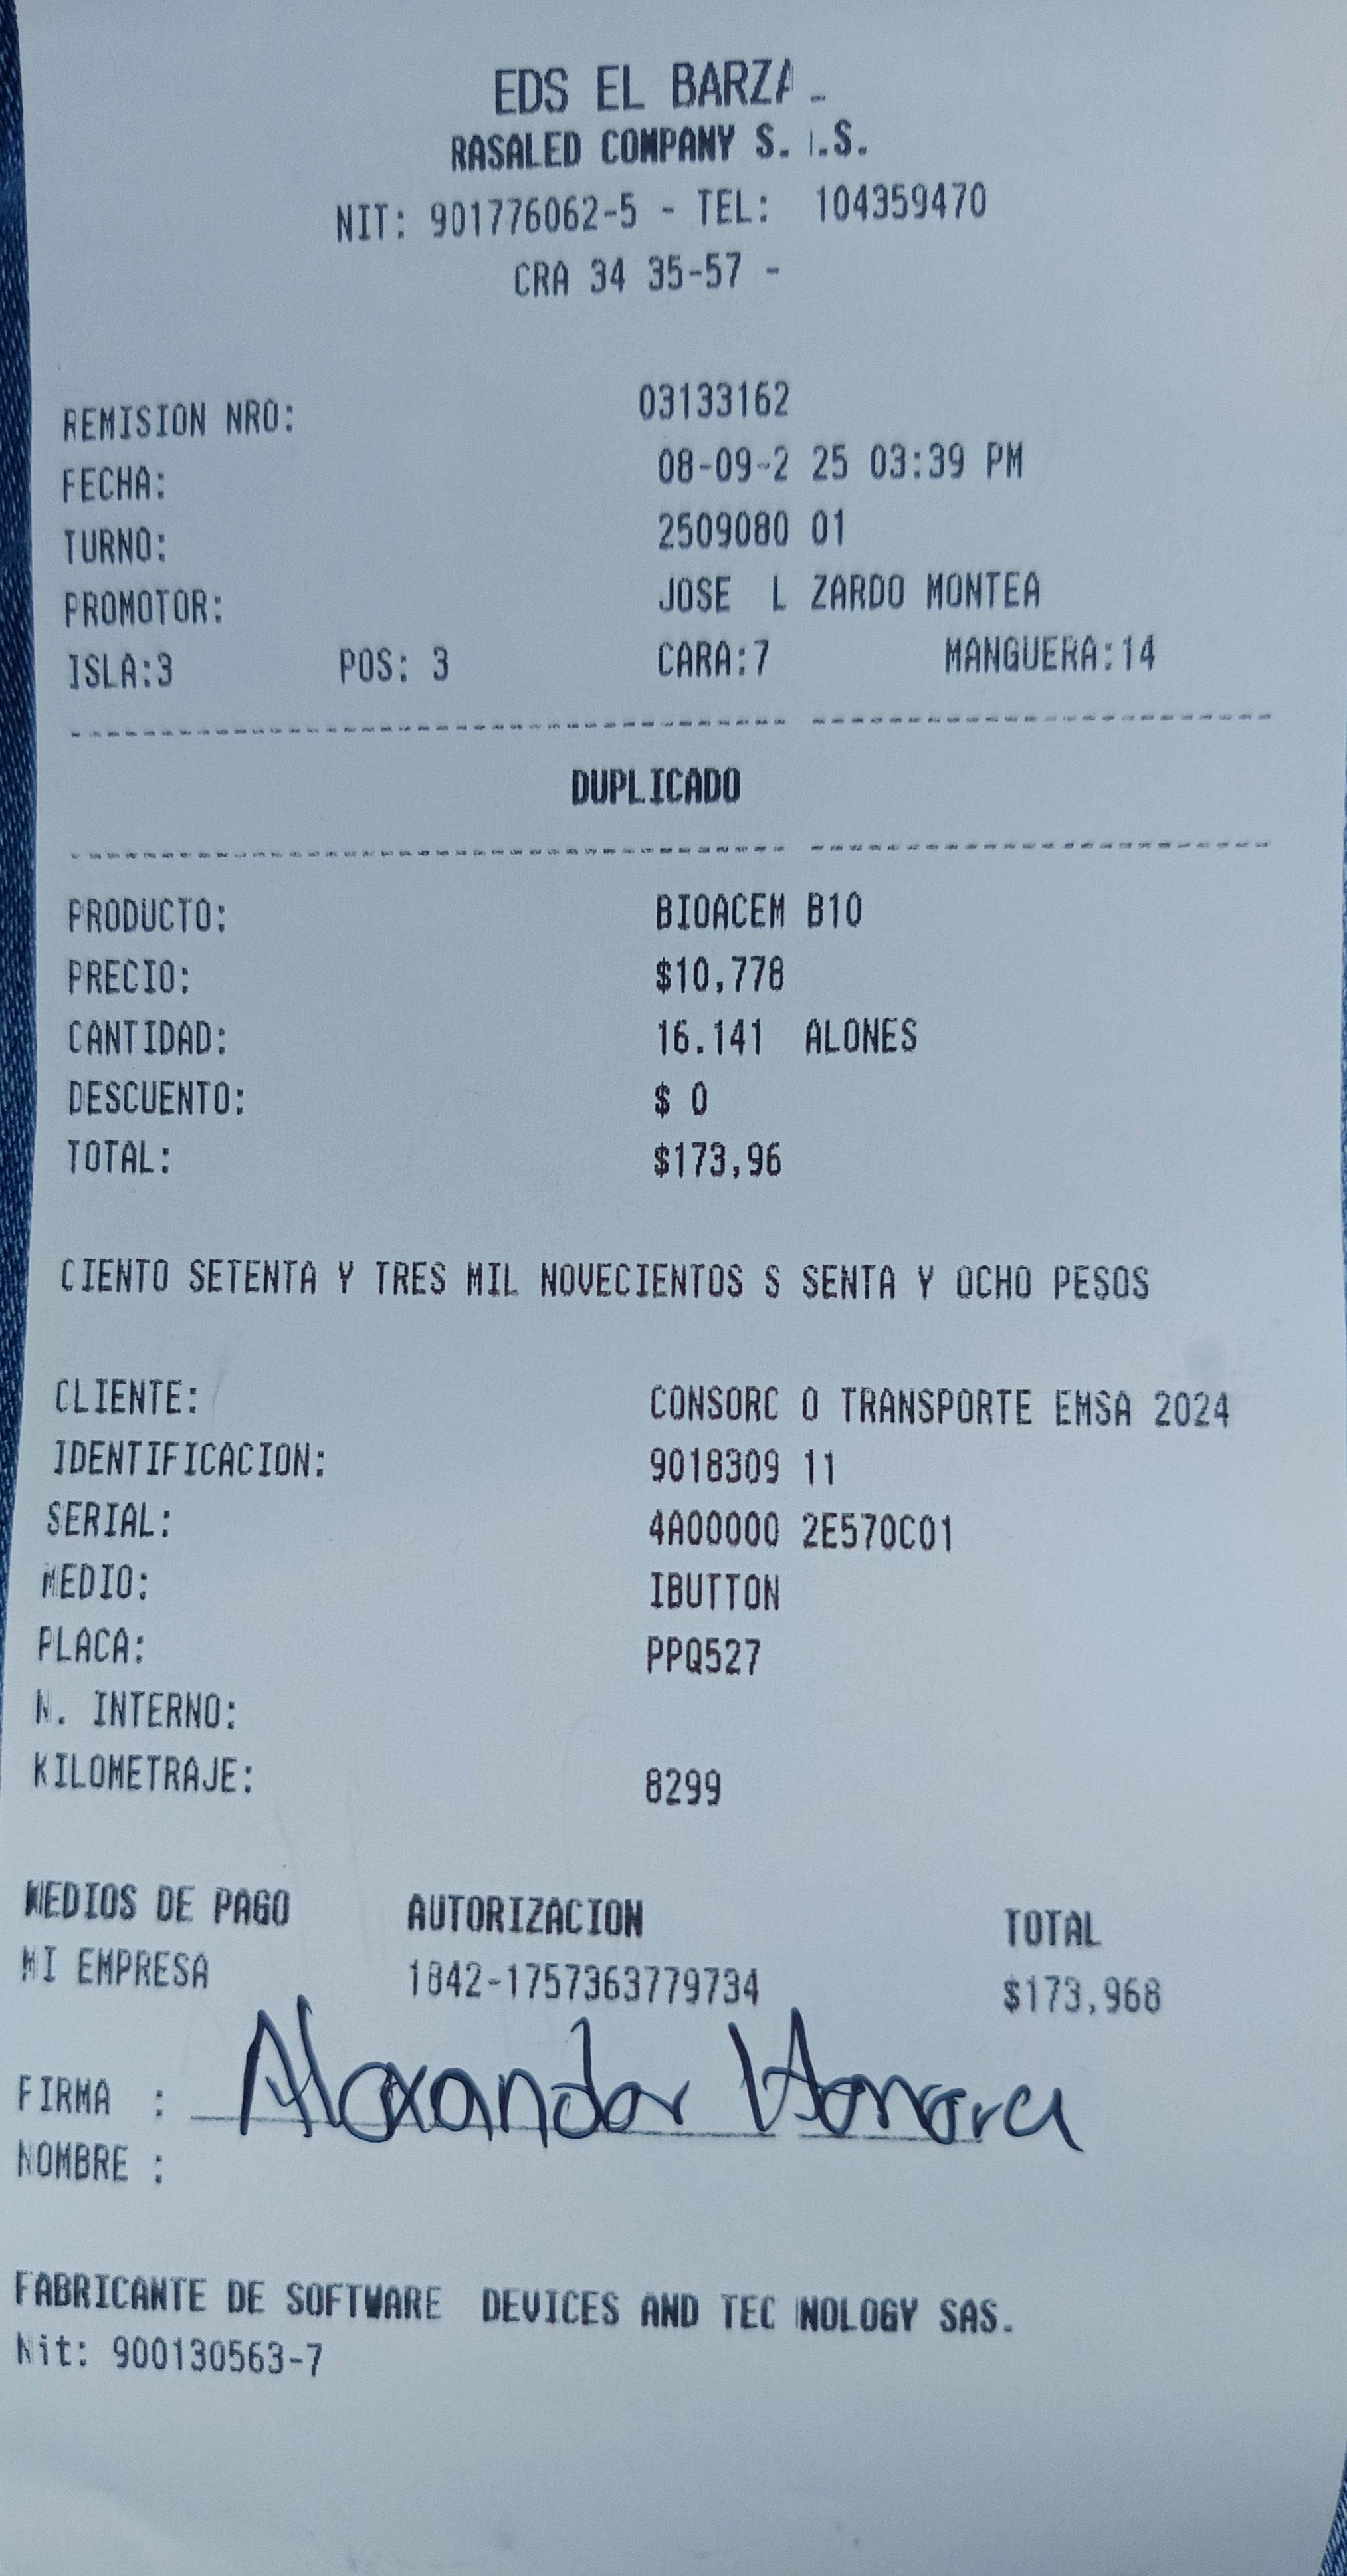 EDS EL BARZA
RASALED COMPANY S. .S.
NIT: 901776062-5 - TEL: 104359470
CRA 34 35-57 -
REMISION NRO: 03133162
FECHA: 08-09-2 25 03:39 PM
TURNO: 2509080 01
PROMOTOR: JOSE L ZARDO MONTEA
ISLA:3 POS: 3 CARA:7 MANGUERA:14
DUPLICADO
PRODUCTO: BIOACEM B10
PRECIO: $10,778
CANTIDAD: 16.141 ALONES
DESCUENTO: $ 0
TOTAL: $173,96
CIENTO SETENTA Y TRES MIL NOVECIENTOS S SENTA Y OCHO PESOS
CLIENTE: CONSORC O TRANSPORTE EMSA 2024
IDENTIFICACION: 9018309 11
SERIAL: 4A00000 2E570C01
MEDIO: IBUTTON
PLACA: PPQ527
N. INTERNO:
KILOMETRAJE: 8299
MEDIOS DE PAGO AUTORIZACION TOTAL
MI EMPRESA 1842-1757363779734 $173,968
FIRMA : Alexander
NOMBRE :
FABRICANTE DE SOFTWARE DEVICES AND TEC NOLOGY SAS.
Nit: 900130563-7